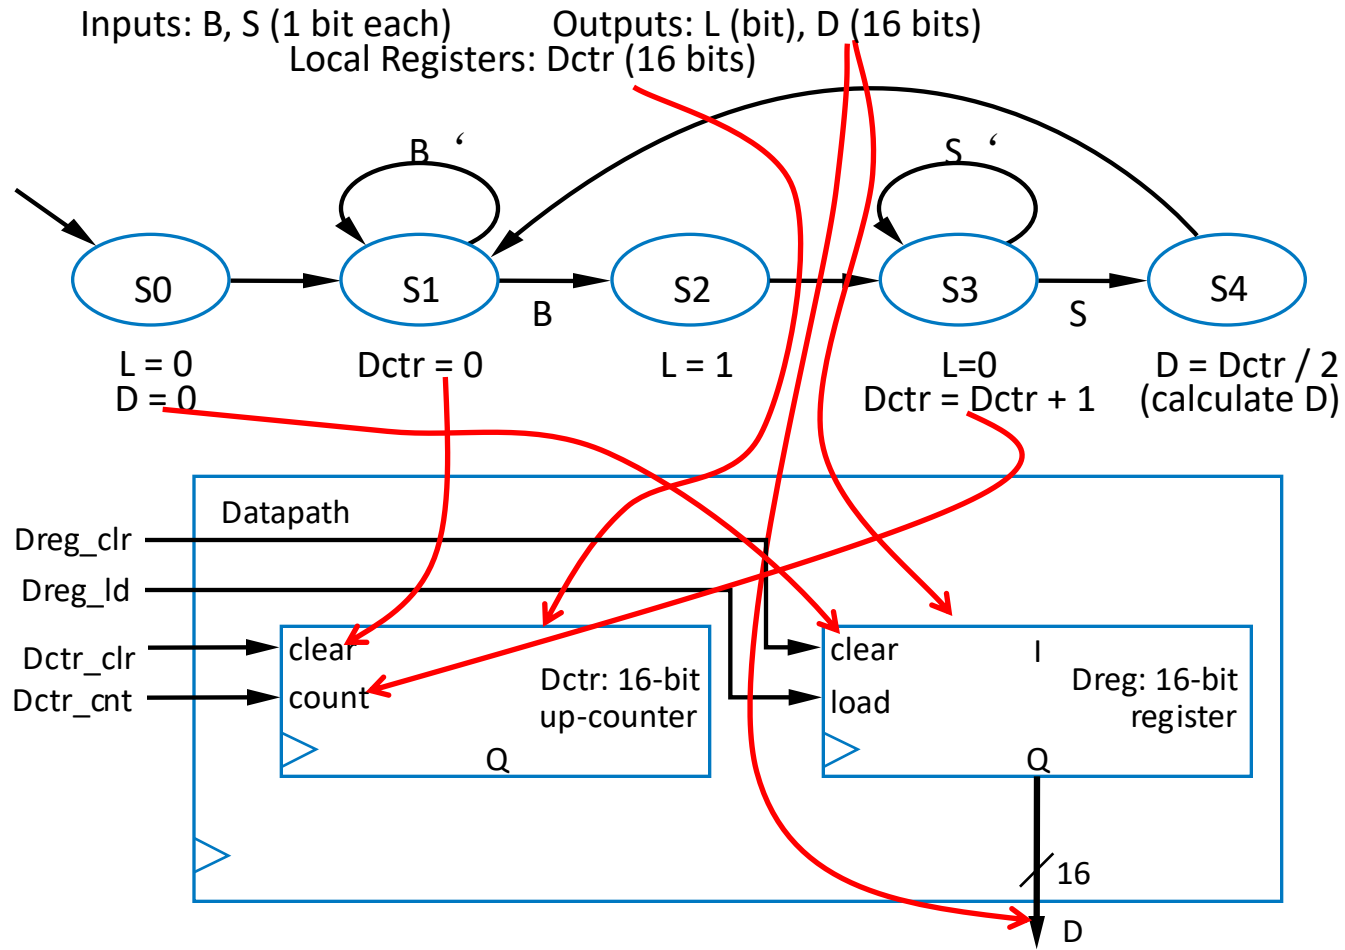 Inputs: B, S (1 bit each) Outputs: L (bit), D (16 bits)
Local Registers: Dctr (16 bits)
B ‘ S ‘
S0 S1 S2 S3 S4
B S
L = 0 Dctr = 0 L = 1 L=0 D = Dctr / 2
D = 0 Dctr = Dctr + 1 (calculate D)
Datapath
Dreg_clr
Dreg_ld
Dctr_clr clear clear I
Dctr_cnt count Dctr: 16-bit load Dreg: 16-bit
up-counter register
Q Q
16
D